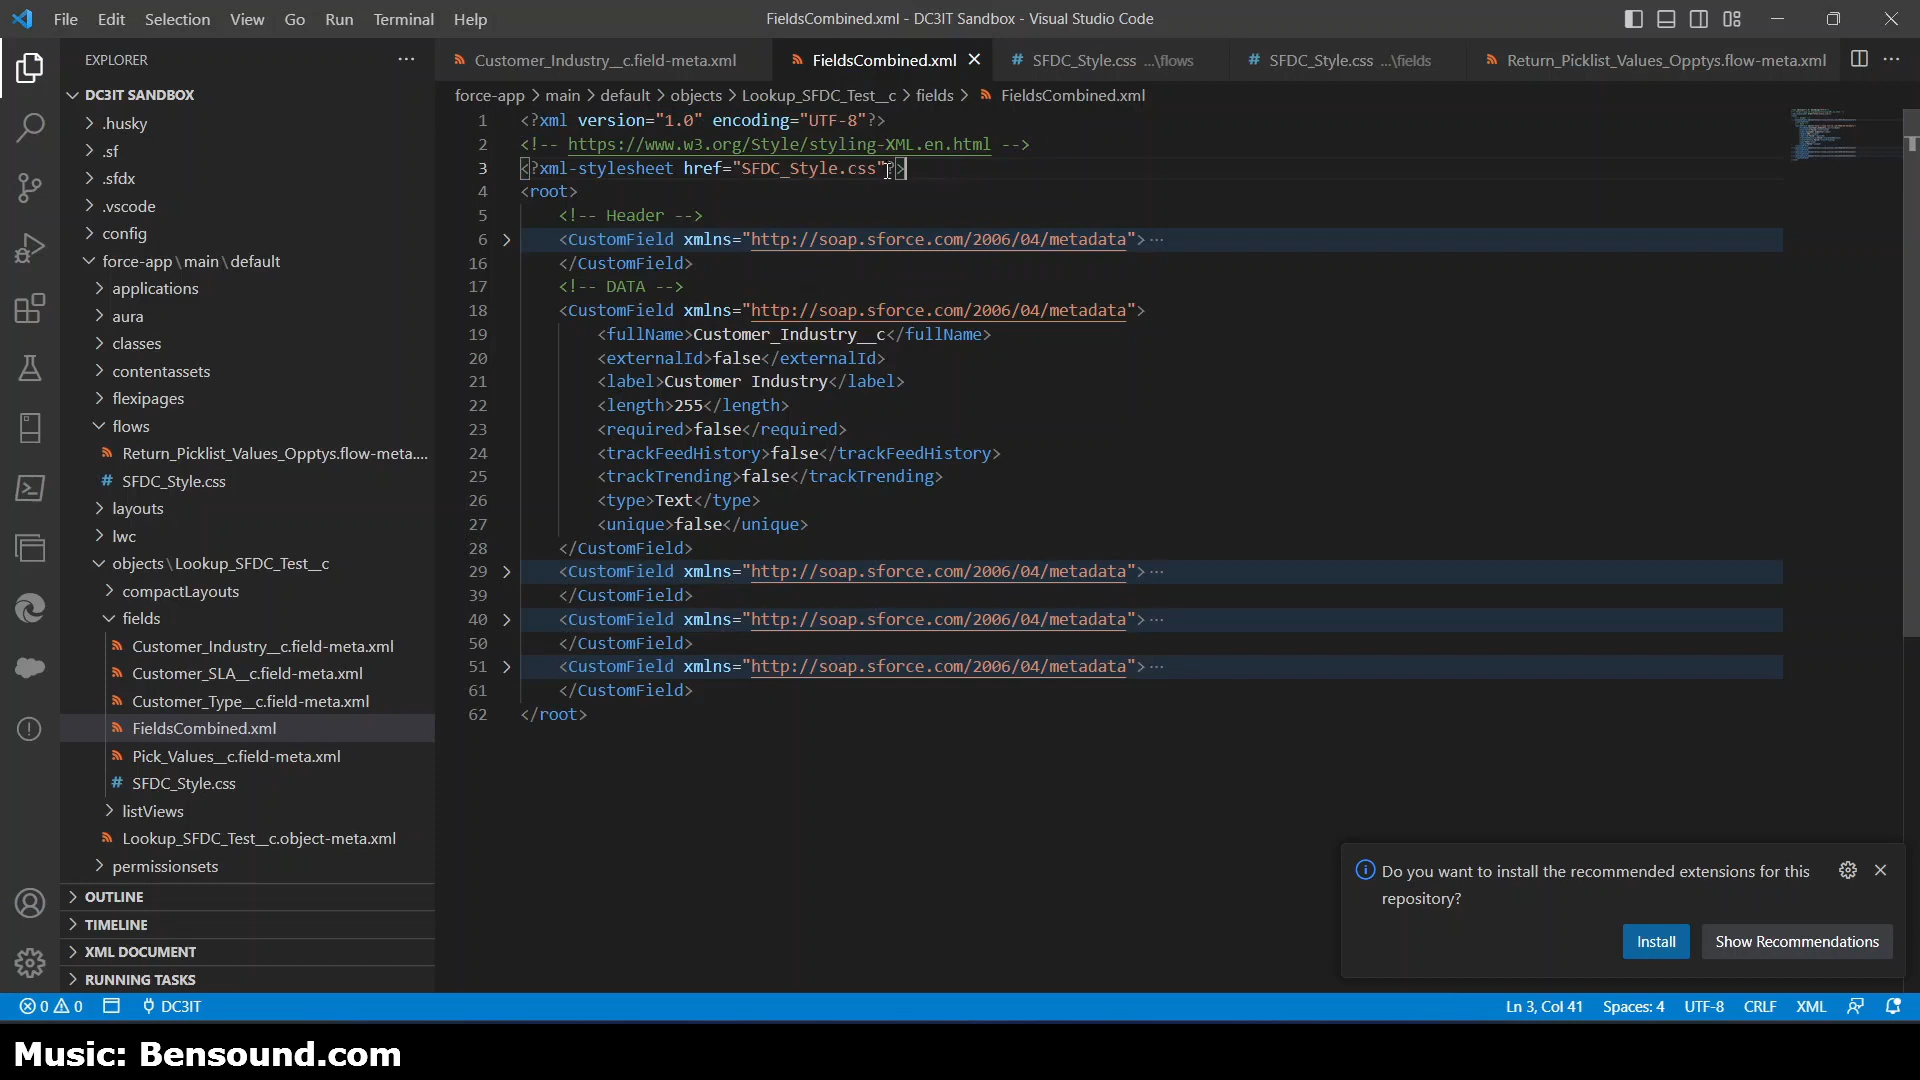 File Edit Selection View Go Run Terminal Help
FieldsCombined.xml - DC3IT Sandbox - Visual Studio Code
EXPLORER
Customer_Industry__c.field-meta.xml
FieldsCombined.xml
SFDC_Style.css ...\flows
SFDC_Style.css ...\fields
Return_Picklist_Values_Opptys.flow-meta.xml
DC3IT SANDBOX
.husky
.sf
.sfdx
.vscode
config
force-app\main\default
applications
aura
classes
contentassets
flexipages
flows
Return_Picklist_Values_Opptys.flow-meta....
SFDC_Style.css
layouts
lwc
objects\Lookup_SFDC_Test__c
compactLayouts
fields
Customer_Industry__c.field-meta.xml
Customer_SLA__c.field-meta.xml
Customer_Type__c.field-meta.xml
FieldsCombined.xml
Pick_Values__c.field-meta.xml
SFDC_Style.css
listViews
Lookup_SFDC_Test__c.object-meta.xml
permissionsets
OUTLINE
TIMELINE
XML DOCUMENT
RUNNING TASKS
force-app > main > default > objects > Lookup_SFDC_Test__c > fields > FieldsCombined.xml
1 <?xml version="1.0" encoding="UTF-8"?>
2 <!-- https://www.w3.org/Style/styling-XML.en.html -->
3 <?xml-stylesheet href="SFDC_Style.css"?>
4 <root>
5 <!-- Header -->
6 <CustomField xmlns="http://soap.sforce.com/2006/04/metadata">···
16 </CustomField>
17 <!-- DATA -->
18 <CustomField xmlns="http://soap.sforce.com/2006/04/metadata">
19 <fullName>Customer_Industry__c</fullName>
20 <externalId>false</externalId>
21 <label>Customer Industry</label>
22 <length>255</length>
23 <required>false</required>
24 <trackFeedHistory>false</trackFeedHistory>
25 <trackTrending>false</trackTrending>
26 <type>Text</type>
27 <unique>false</unique>
28 </CustomField>
29 <CustomField xmlns="http://soap.sforce.com/2006/04/metadata">···
39 </CustomField>
40 <CustomField xmlns="http://soap.sforce.com/2006/04/metadata">···
50 </CustomField>
51 <CustomField xmlns="http://soap.sforce.com/2006/04/metadata">···
61 </CustomField>
62 </root>
Do you want to install the recommended extensions for this
repository?
Install
Show Recommendations
0 0 DC3IT
Ln 3, Col 41 Spaces: 4 UTF-8 CRLF XML
Music: Bensound.com